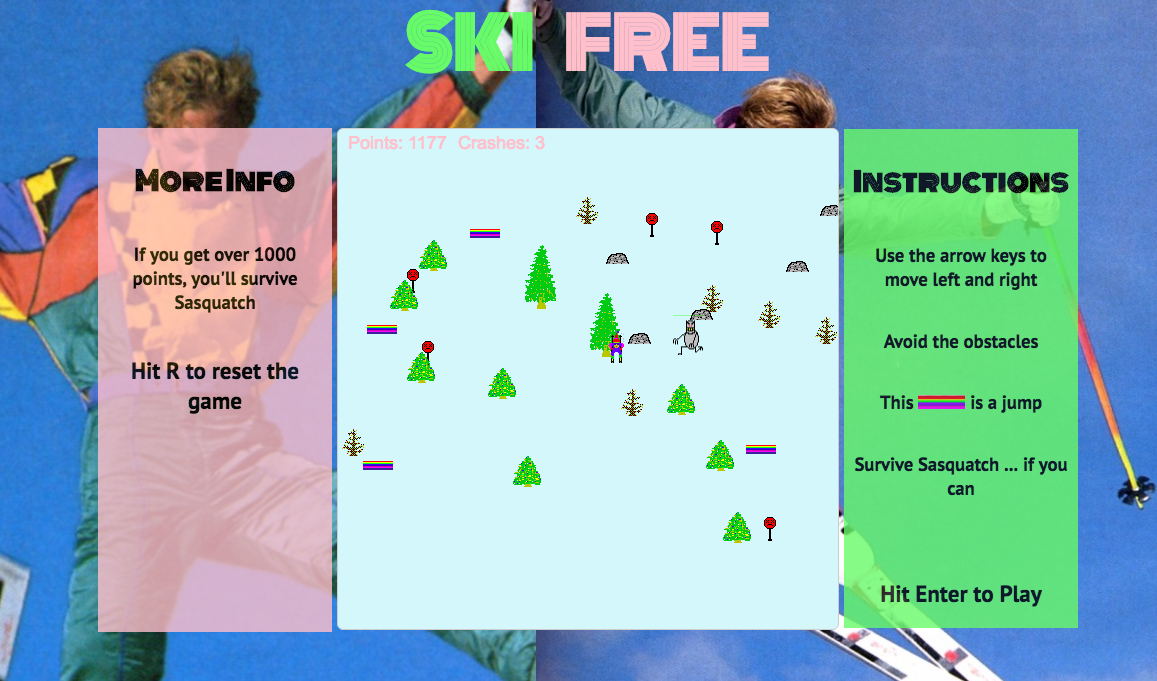 SKI FREE
Points: 1177 Crashes: 3
More Info
If you get over 1000
points, you'll survive
Sasquatch
Hit R to reset the
game
Instructions
Use the arrow keys to
move left and right
Avoid the obstacles
This is a jump
Survive Sasquatch ... if you
can
Hit Enter to Play